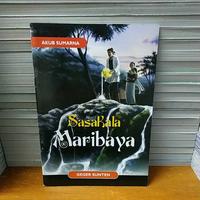 AKUB SUMARNA
Sasakala
Maribaya
GEGER SUNTEN